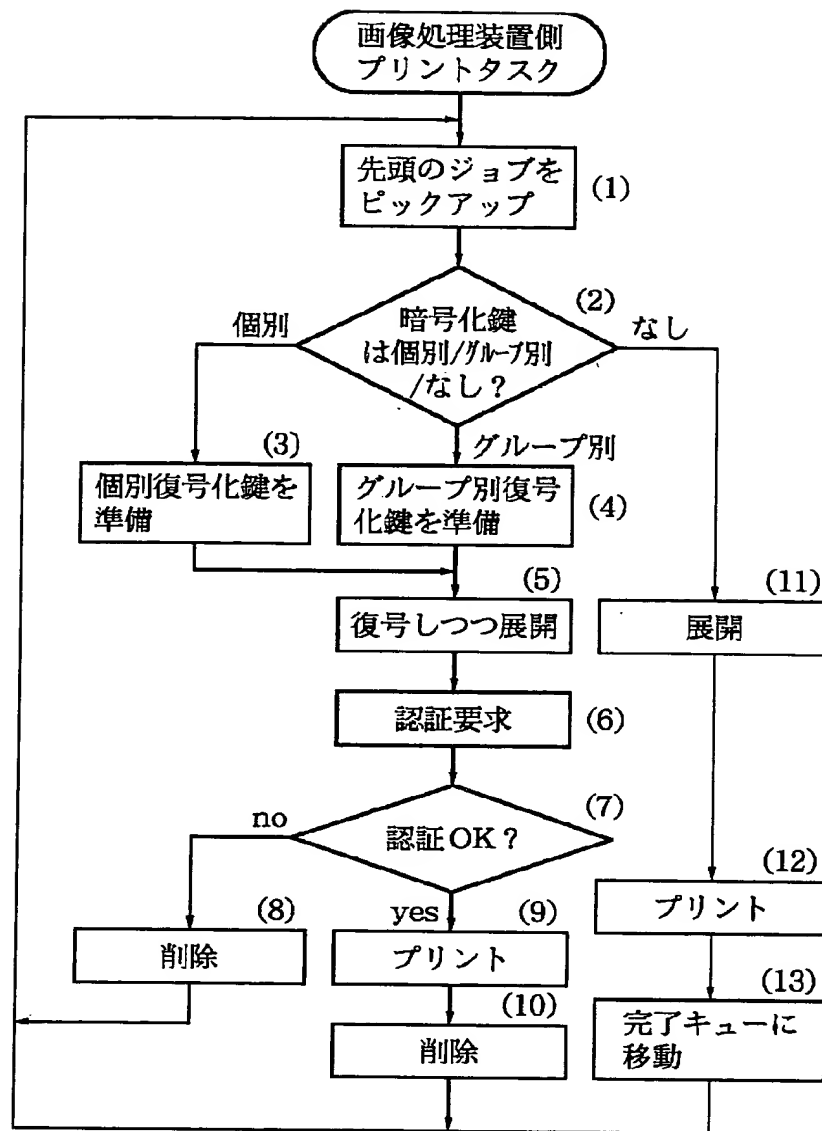 画像処理装置側
プリントタスク
先頭のジョブを
ピックアップ
(1)
(2)
暗号化鍵
は個別/グループ別
/なし？
個別
なし
グループ別
(3)
個別復号化鍵を
準備
グループ別復号
化鍵を準備
(4)
(5)
復号しつつ展開
(11)
展開
認証要求
(6)
(7)
認証OK？
no
yes
(8)
削除
(9)
プリント
(12)
プリント
(10)
削除
(13)
完了キューに
移動